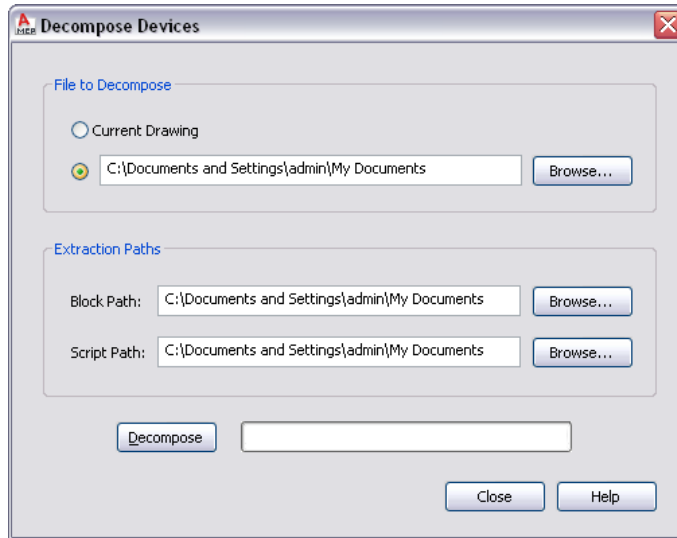 A
MEP
Decompose Devices
File to Decompose
Current Drawing
C:\Documents and Settings\admin\My Documents Browse...
Extraction Paths
Block Path: C:\Documents and Settings\admin\My Documents Browse...
Script Path: C:\Documents and Settings\admin\My Documents Browse...
Decompose
Close Help